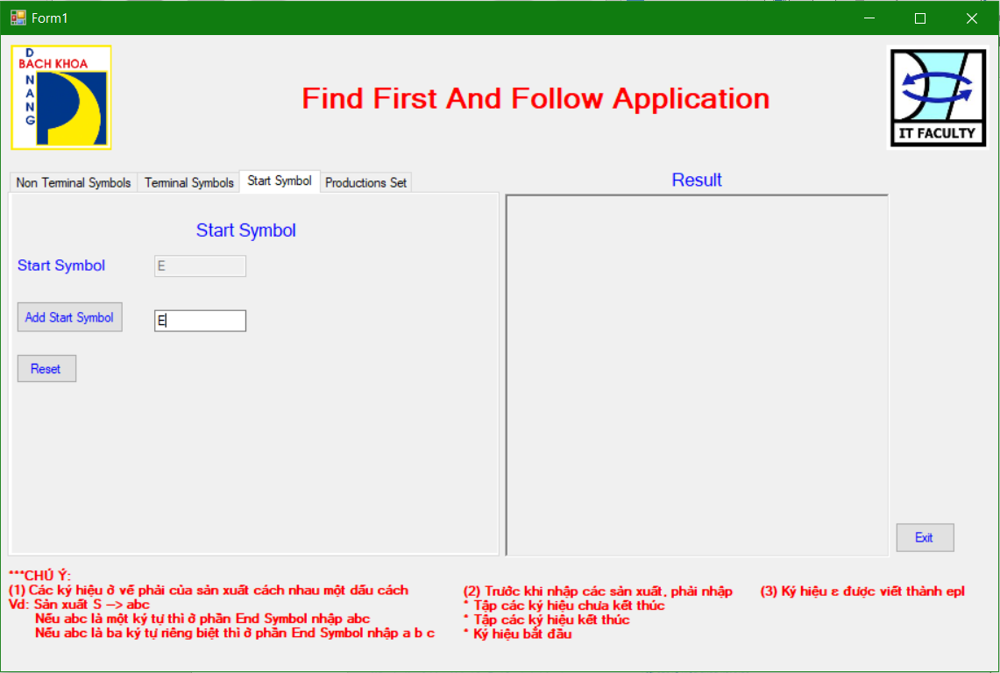 Form1
D
BACH KHOA
N
A
N
G
Find First And Follow Application
IT FACULTY
Non Terminal Symbols
Terminal Symbols
Start Symbol
Productions Set
Result
Start Symbol
Start Symbol
E
Add Start Symbol
E
Reset
Exit
***CHÚ Ý:
(1) Các ký hiệu ở vế phải của sản xuất cách nhau một dấu cách
Vd: Sản xuất S --> abc
Nếu abc là một ký tự thì ở phần End Symbol nhập abc
Nếu abc là ba ký tự riêng biệt thì ở phần End Symbol nhập a b c
(2) Trước khi nhập các sản xuất, phải nhập
* Tập các ký hiệu chưa kết thúc
* Tập các ký hiệu kết thúc
* Ký hiệu bắt đầu
(3) Ký hiệu ε được viết thành epl